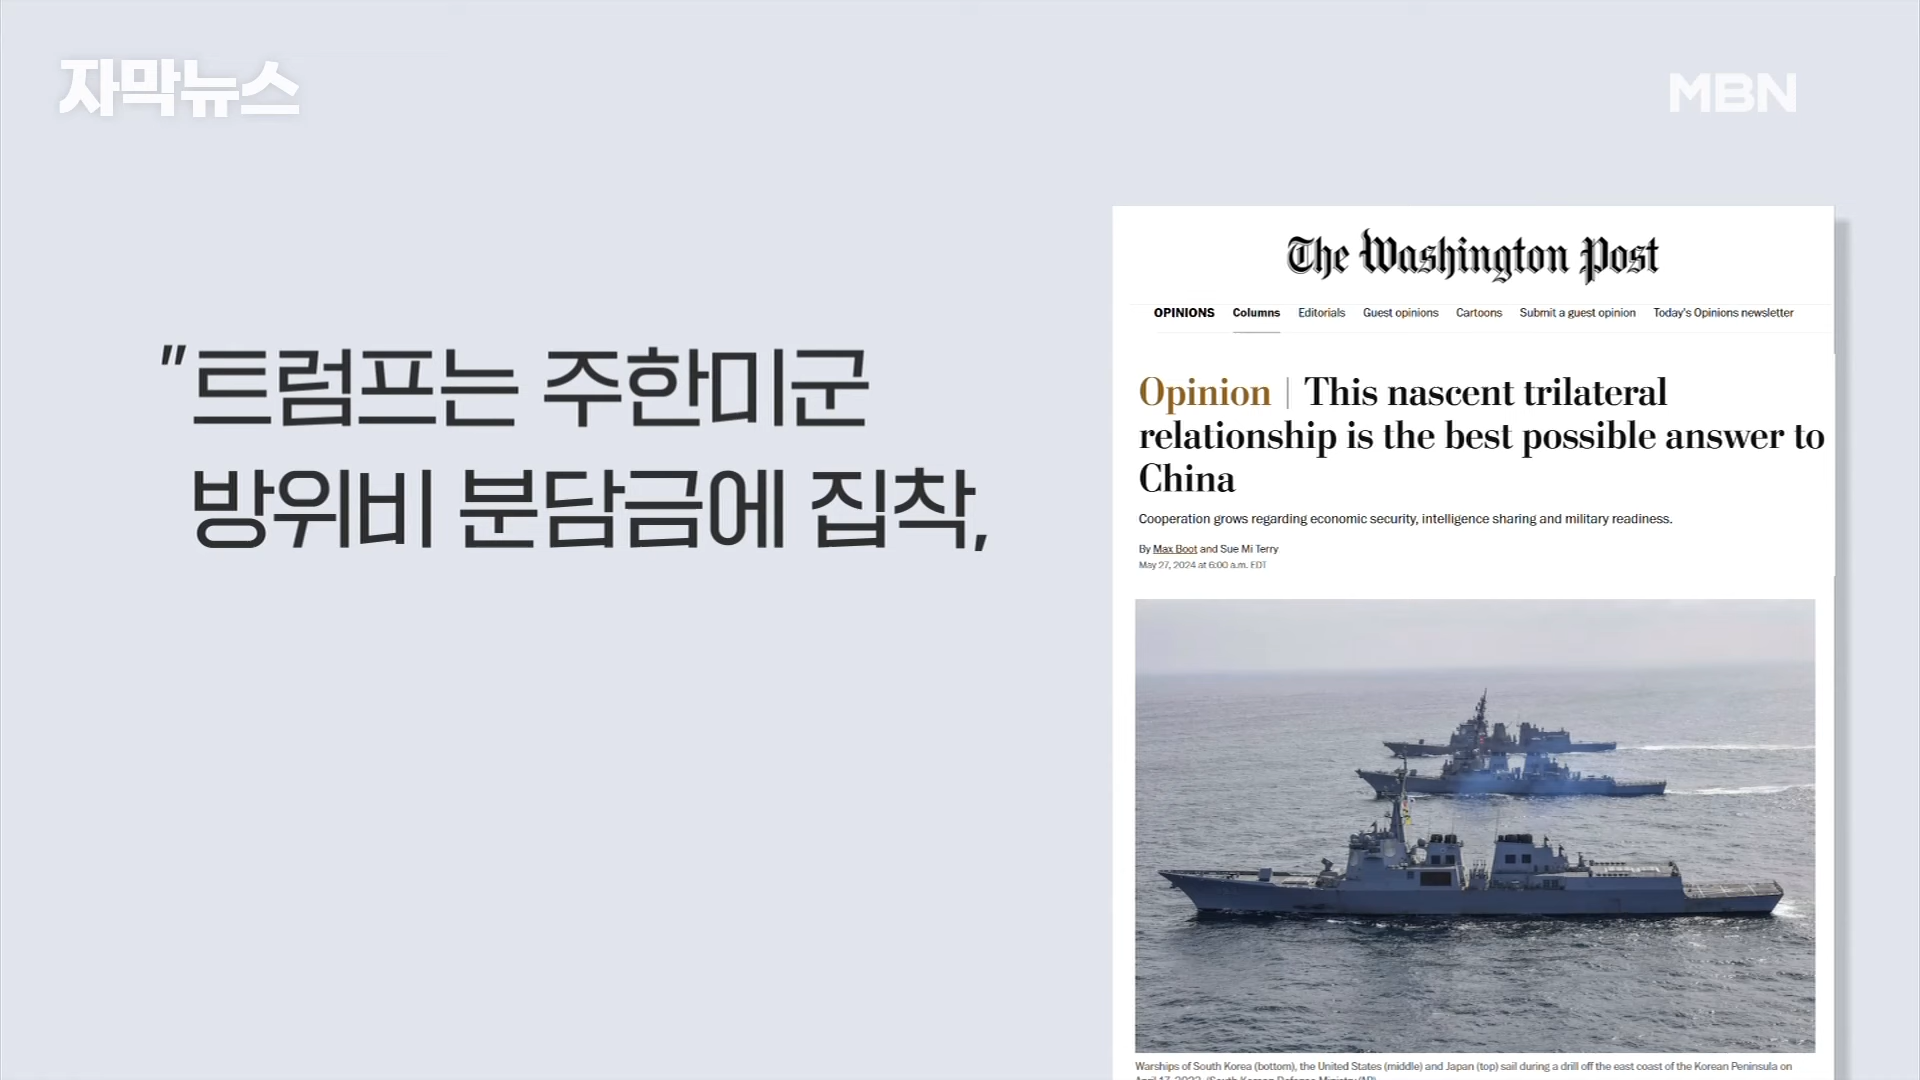 자막뉴스
MBN
"트럼프는 주한미군
방위비 분담금에 집착,
The Washington Post
OPINIONS Columns Editorials Guest opinions Cartoons Submit a guest opinion Today's Opinions newsletter
Opinion | This nascent trilateral
relationship is the best possible answer to
China
Cooperation grows regarding economic security, intelligence sharing and military readiness.
By Max Boot and Sue Mi Terry
May 27, 2024 at 6:00 a.m. EDT
Warships of South Korea (bottom), the United States (middle) and Japan (top) sail during a drill off the east coast of the Korean Peninsula on